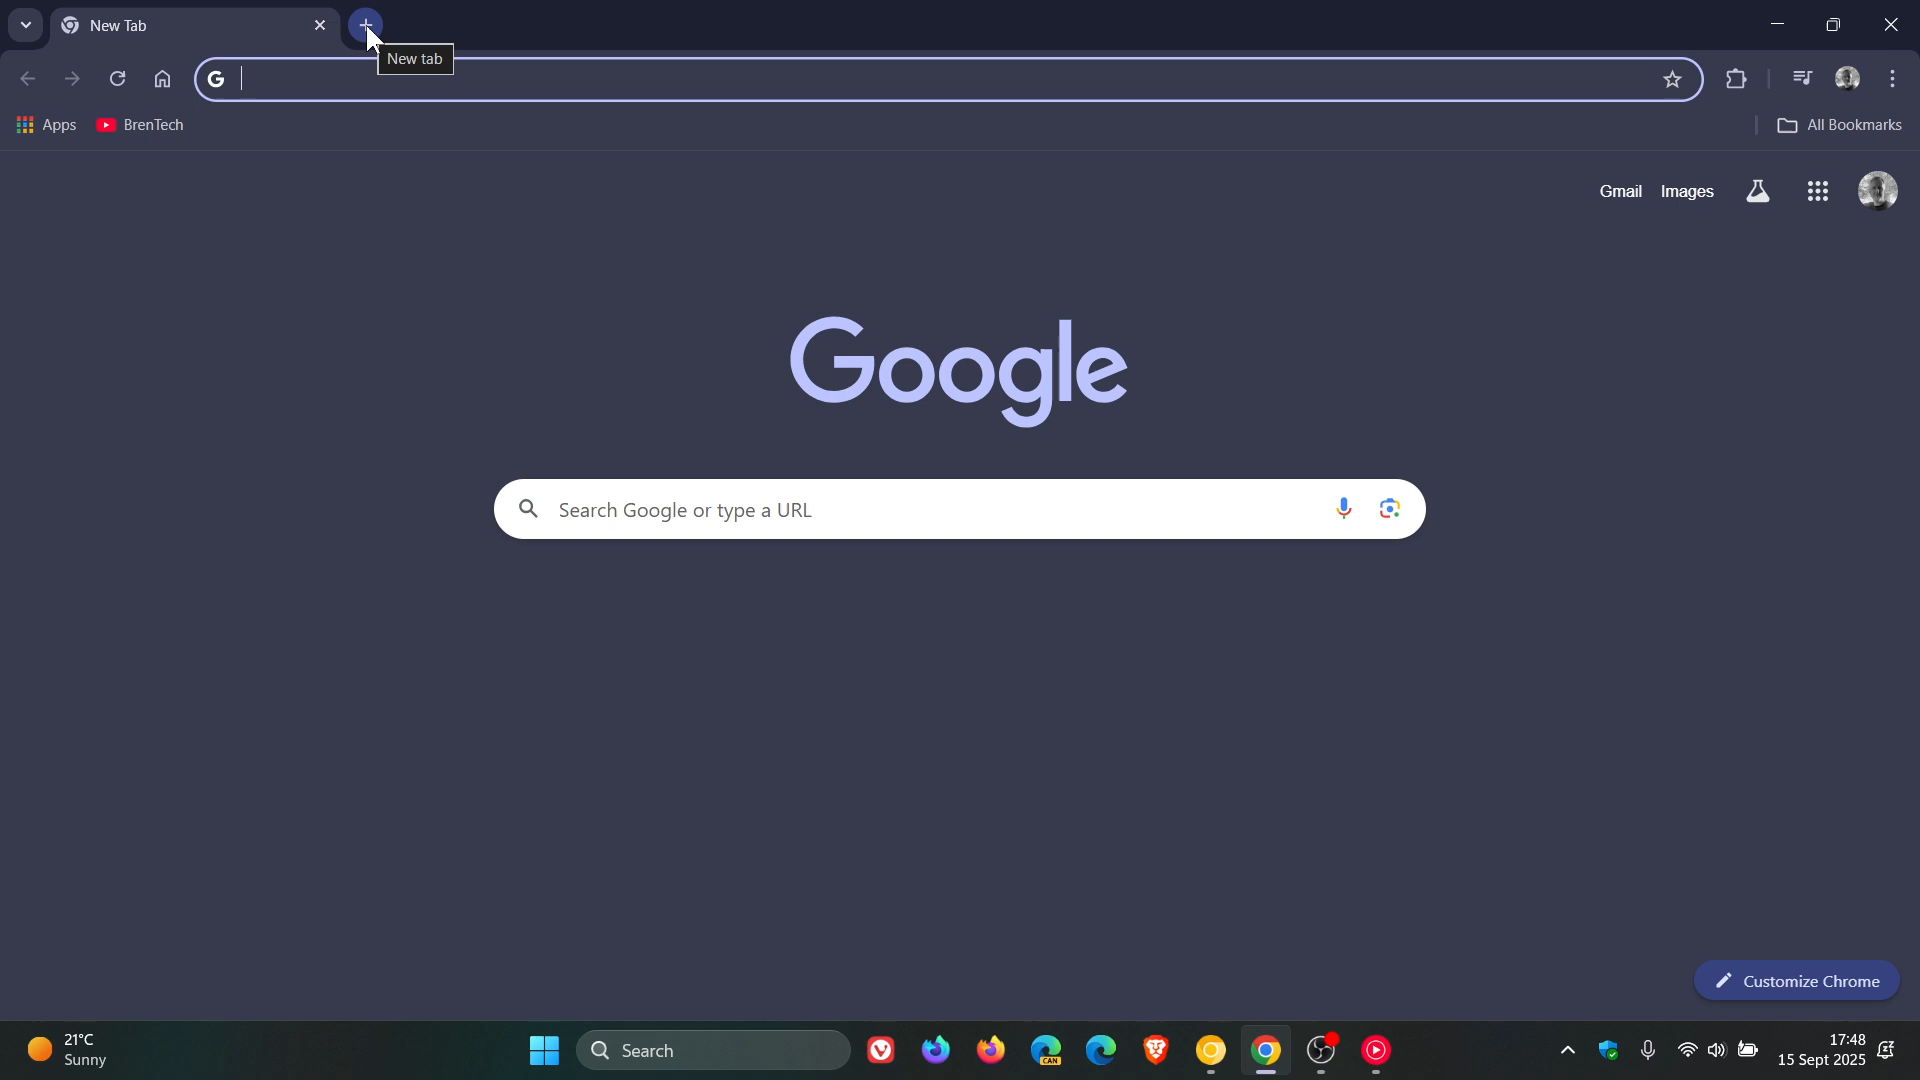 New Tab
New tab
Apps
BrenTech
All Bookmarks
Gmail
Images
Google
Search Google or type a URL
Customize Chrome
21°C
Sunny
Search
CAN
17:48
15 Sept 2025